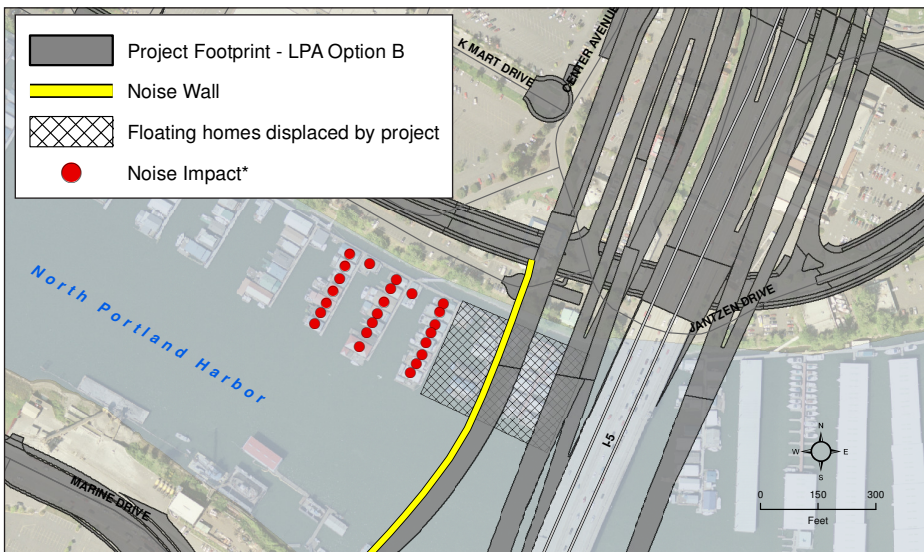 Project Footprint - LPA Option B
Noise Wall
Floating homes displaced by project
Noise Impact*
K MART DRIVE
CENTER AVENUE
North Portland Harbor
JANTZEN DRIVE
I-5
MARINE DRIVE
N
W E
S
0 150 300
Feet